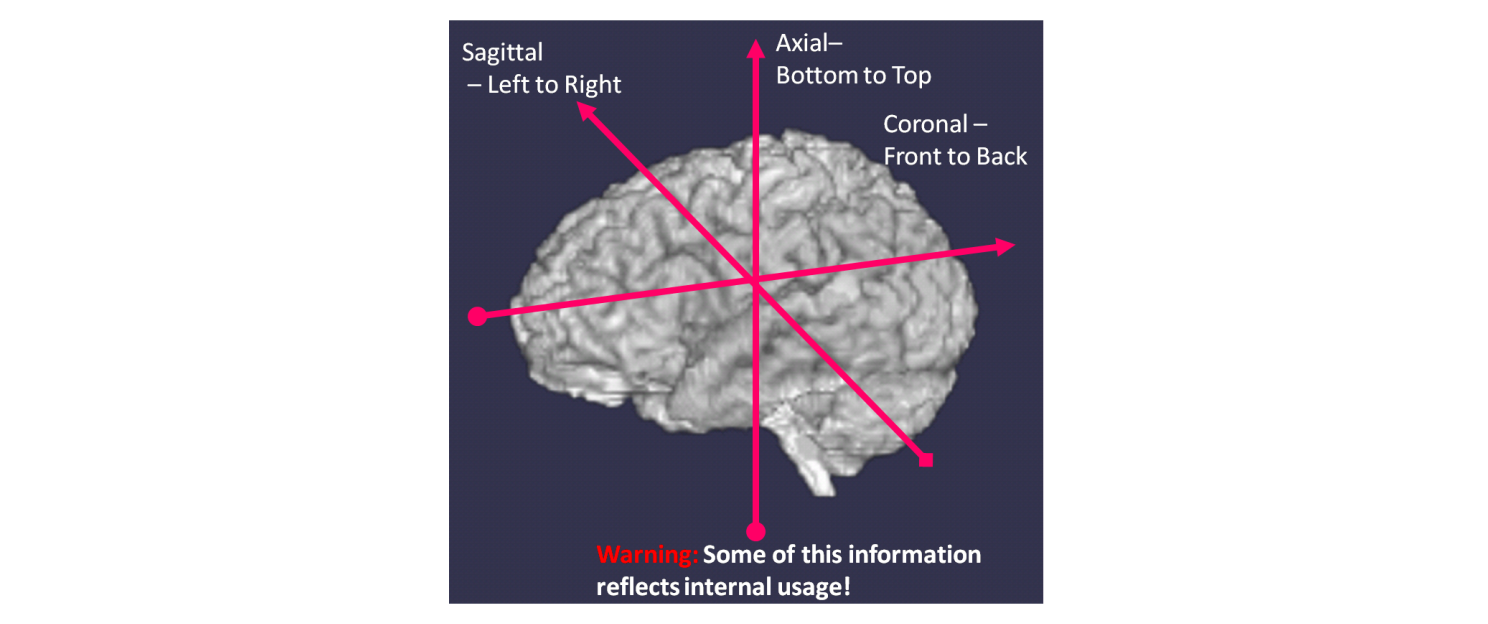 Sagittal
– Left to Right
Axial–
Bottom to Top
Coronal –
Front to Back
Warning: Some of this information
reflects internal usage!